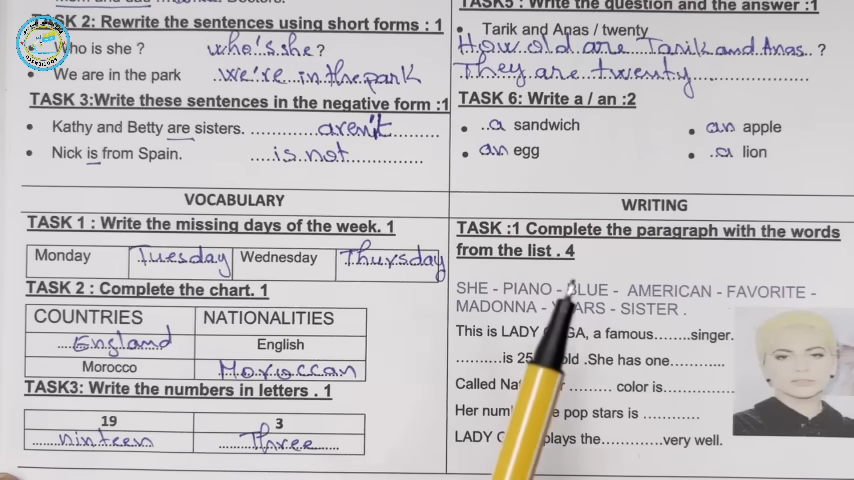 TASK 2: Rewrite the sentences using short forms : 1
Who is she ? who's she ?
We are in the park we're in the park
TASK 3:Write these sentences in the negative form :1
Kathy and Betty are sisters. ..........aren't..........
Nick is from Spain. ....is not..........
TASK5 : Write the question and the answer :1
Tarik and Anas / twenty
How old are Tarik and Anas.. ?
They are twenty..........
TASK 6: Write a / an :2
..a sandwich an apple
an egg .a lion
VOCABULARY
TASK 1 : Write the missing days of the week. 1
Monday Tuesday Wednesday Thursday
TASK 2 : Complete the chart. 1
COUNTRIES NATIONALITIES
England English
Morocco Moroccan
TASK3: Write the numbers in letters . 1
19 3
ninteen Three
WRITING
TASK :1 Complete the paragraph with the words
from the list . 4
SHE - PIANO - BLUE - AMERICAN - FAVORITE -
MADONNA - YEARS - SISTER .
This is LADY GAGA, a famous........singer.
..........is 25 old .She has one...........
Called Nat r ......... color is...............
Her num e pop stars is ............
LADY G plays the.............very well.